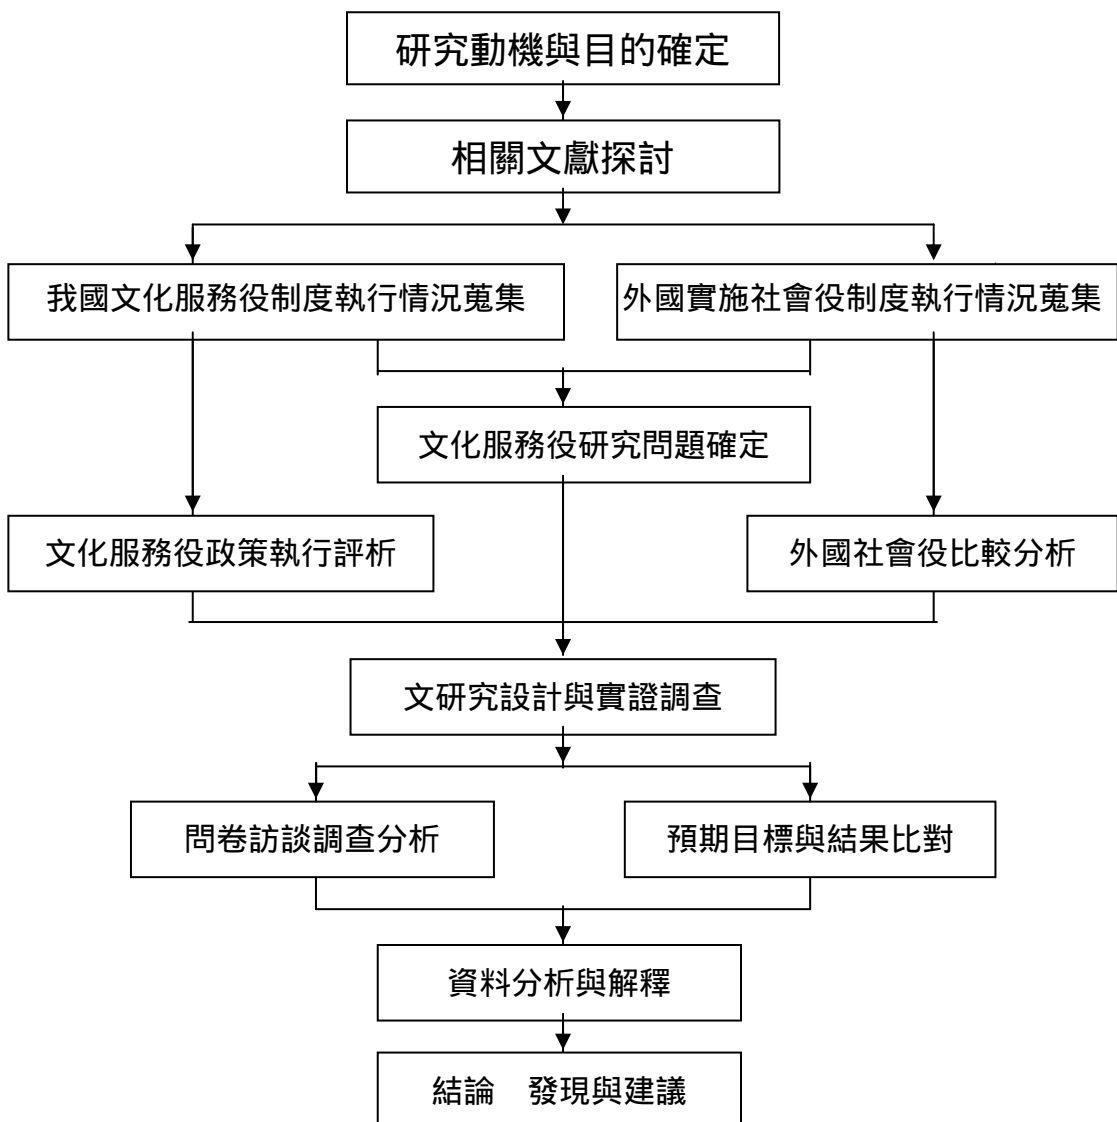 研究動機與目的確定
相關文獻探討
我國文化服務役制度執行情況蒐集
外國實施社會役制度執行情況蒐集
文化服務役研究問題確定
文化服務役政策執行評析
外國社會役比較分析
文研究設計與實證調查
問卷訪談調查分析
預期目標與結果比對
資料分析與解釋
結論　發現與建議